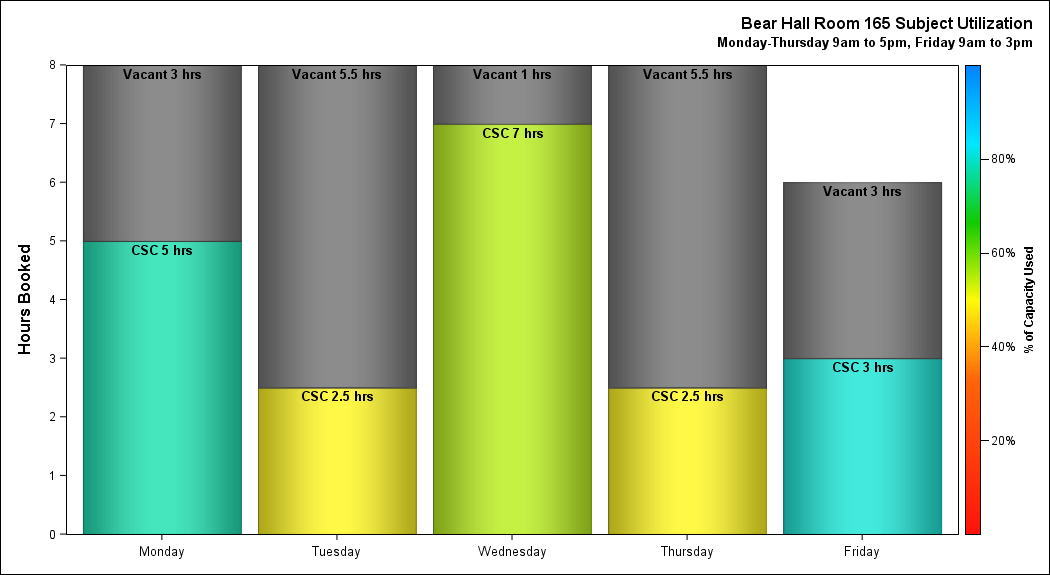 Bear Hall Room 165 Subject Utilization
Monday-Thursday 9am to 5pm, Friday 9am to 3pm
Hours Booked
8
7
6
5
4
3
2
1
0
Vacant 3 hrs
CSC 5 hrs
Vacant 5.5 hrs
CSC 2.5 hrs
Vacant 1 hrs
CSC 7 hrs
Vacant 5.5 hrs
CSC 2.5 hrs
Vacant 3 hrs
CSC 3 hrs
Monday
Tuesday
Wednesday
Thursday
Friday
80%
60%
40%
20%
% of Capacity Used